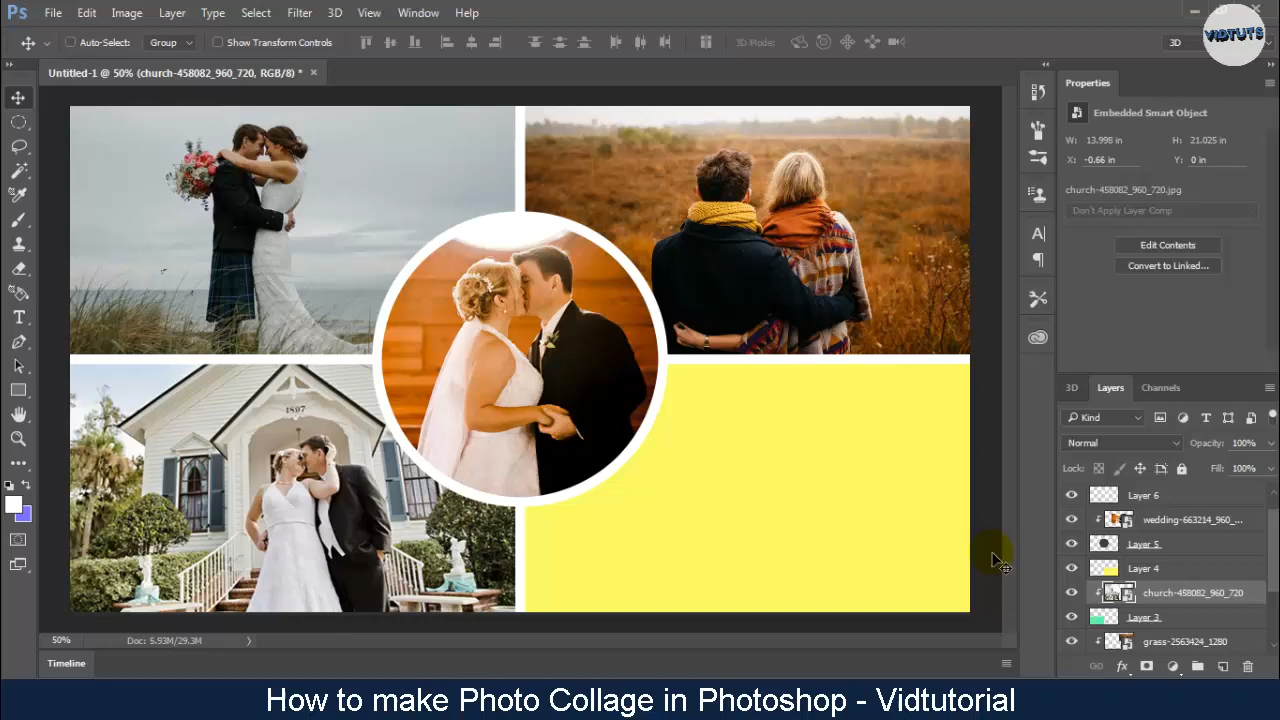 Ps File Edit Image Layer Type Select Filter 3D View Window Help
VIDTUTS
Auto-Select: Group Show Transform Controls 3D Mode: 3D
Untitled-1 @ 50% (church-458082_960_720, RGB/8) * ×
Properties
Embedded Smart Object
W: 13.998 in H: 21.025 in
X: -0.66 in Y: 0 in
church-458082_960_720.jpg
Don't Apply Layer Comp
Edit Contents
Convert to Linked...
1897
3D Layers Channels
Kind
Normal Opacity: 100%
Lock: Fill: 100%
Layer 6
wedding-663214_960_...
Layer 5
Layer 4
church-458082_960_720
Layer 3
grass-2563424_1280
50% Doc: 5.93M/29.3M
Timeline
How to make Photo Collage in Photoshop - Vidtutorial